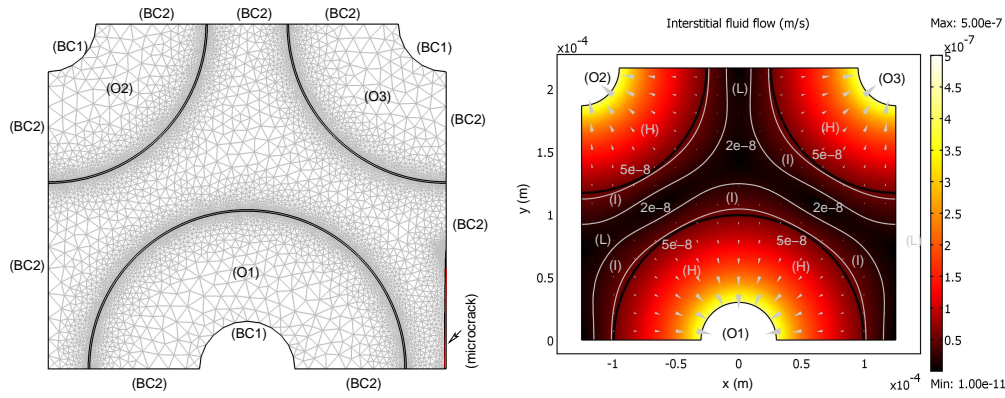 (BC2) (BC2) (BC2)
(BC1) (BC1)
(O2) (O3)
(BC2) (BC2)
(BC2) (BC2)
(O1)
(BC1)
(microcrack)
(BC2) (BC2)
Interstitial fluid flow (m/s)
Max: 5.00e-7
x10⁻⁴
x10⁻⁷
(O2) (L) (O3)
(H) (H)
2e-8
5e-8 (I) 5e-8
(I)
(I) 2e-8 2e-8
(L) 5e-8 5e-8 (L)
(I) (H) (H) (I)
(O1)
2
1.5
1
0.5
0
y (m)
-1 -0.5 0 0.5 1
x (m)
x10⁻⁴
5
4.5
4
3.5
3
2.5
2
1.5
1
0.5
Min: 1.00e-11